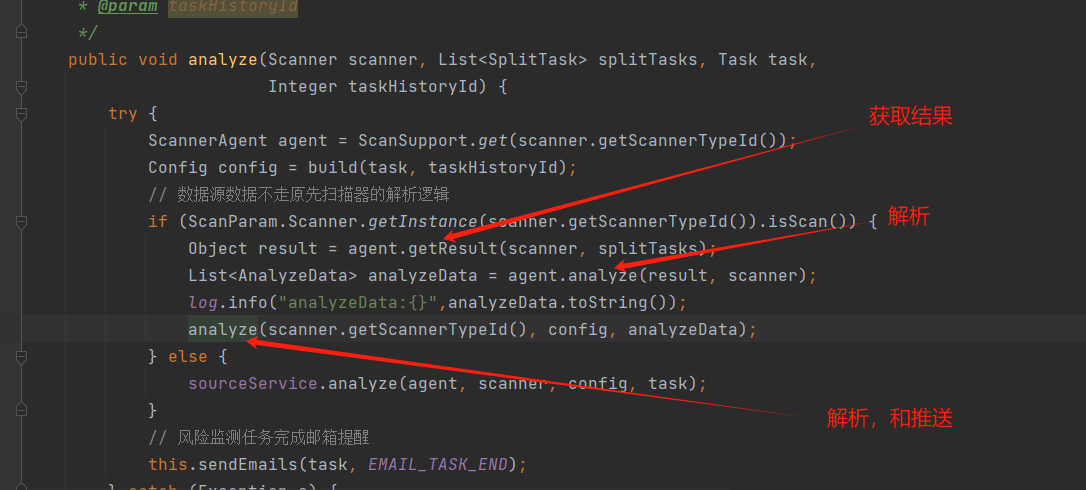 * @param taskHistoryId
*/
public void analyze(Scanner scanner, List<SplitTask> splitTasks, Task task,
Integer taskHistoryId) {
try {
获取结果
ScannerAgent agent = ScanSupport.get(scanner.getScannerTypeId());
Config config = build(task, taskHistoryId);
// 数据源数据不走原先扫描器的解析逻辑
解析
if (ScanParam.Scanner.getInstance(scanner.getScannerTypeId()).isScan()) {
Object result = agent.getResult(scanner, splitTasks);
List<AnalyzeData> analyzeData = agent.analyze(result, scanner);
log.info("analyzeData:{}",analyzeData.toString());
analyze(scanner.getScannerTypeId(), config, analyzeData);
} else {
sourceService.analyze(agent, scanner, config, task);
}
解析，和推送
// 风险监测任务完成邮箱提醒
this.sendEmails(task, EMAIL_TASK_END);
} catch (Exception e) {